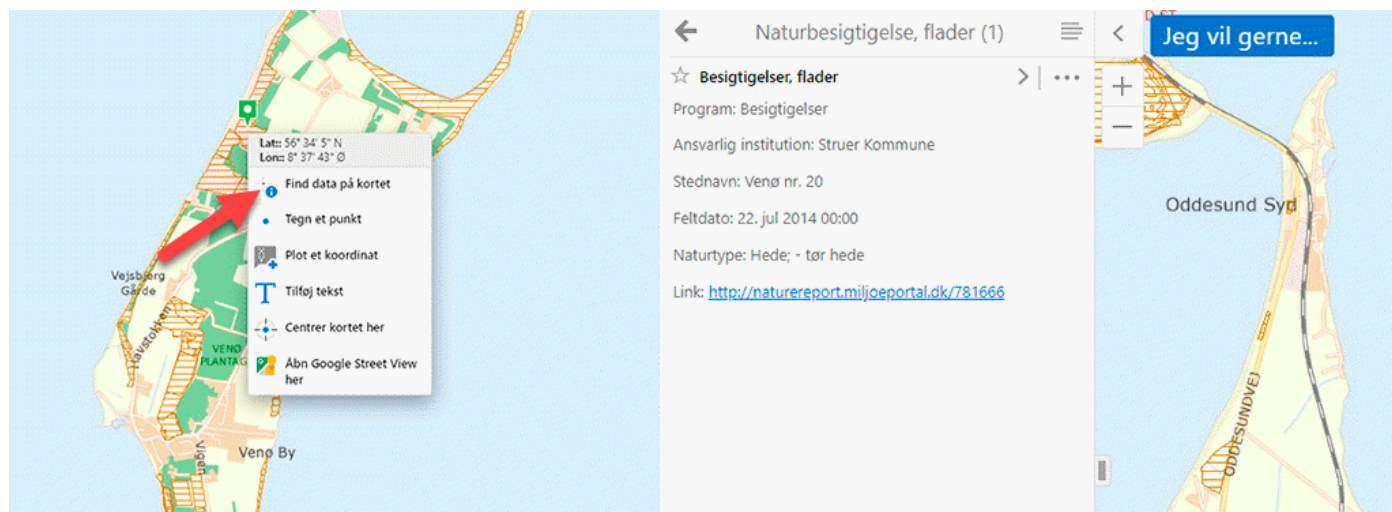 Lat:: 56° 34' 5" N
Lon:: 8° 37' 43" Ø
Find data på kortet
Tegn et punkt
Plot et koordinat
Tilføj tekst
Centrer kortet her
Åbn Google Street View
her
Vejsbjerg
Gårde
Havstokken
VENØ
PLANTAG
Vigen
Venø By
Naturbesigtigelse, flader (1)
Besigtigelser, flader
Program: Besigtigelser
Ansvarlig institution: Struer Kommune
Stednavn: Venø nr. 20
Feltdato: 22. jul 2014 00:00
Naturtype: Hede; - tør hede
Link: http://naturereport.miljoeportal.dk/781666
Jeg vil gerne...
Oddesund Syd
ODDESUNDVEJ